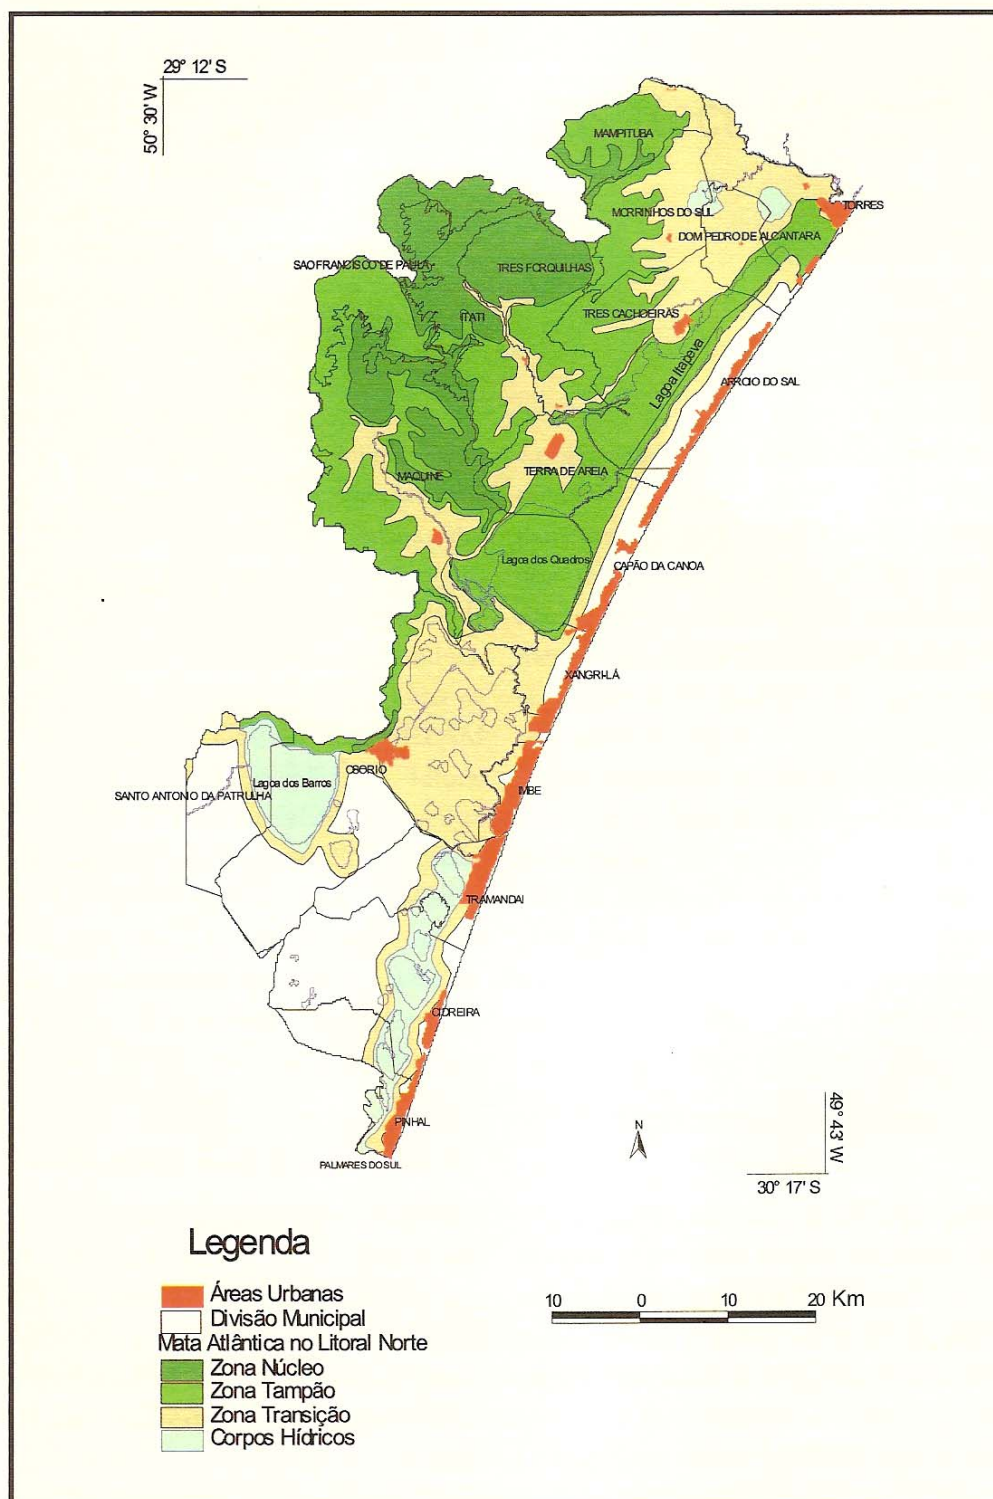 29° 12' S
50° 30' W
MAMPITUBA
MORRINHOS DO SUL
TORRES
DOM PEDRO DE ALCANTARA
SAO FRANCISCO DE PAULA
TRES FORQUILHAS
ITATI
TRES CACHOEIRAS
Lagoa Itapeva
ARROIO DO SAL
TERRA DE AREIA
MAQUINE
Lagoa dos Quadros
CAPÃO DA CANOA
XANGRI-LÁ
OSORIO
Lagoa dos Barros
SANTO ANTONIO DA PATRULHA
IMBE
TRAMANDAI
CIDREIRA
PINHAL
PALMARES DO SUL
N
49° 43' W
30° 17' S
Legenda
Áreas Urbanas
Divisão Municipal
Mata Atlântica no Litoral Norte
Zona Núcleo
Zona Tampão
Zona Transição
Corpos Hídricos
10 0 10 20 Km